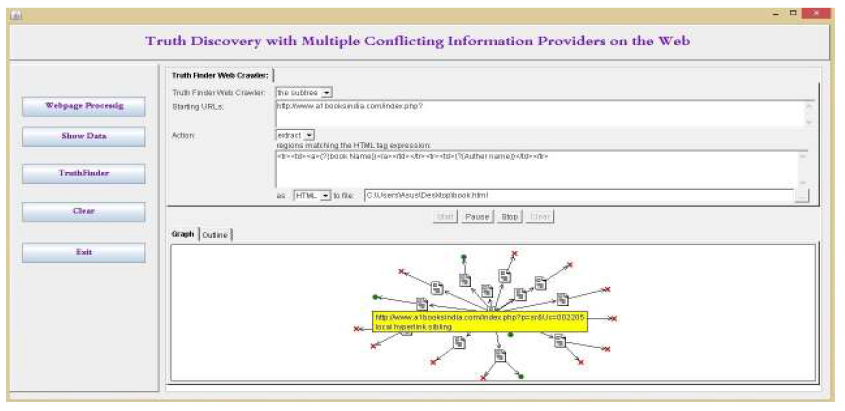 Truth Discovery with Multiple Conflicting Information Providers on the Web
Webpage Processig
Show Data
TruthFinder
Clear
Exit
Truth Finder Web Crawler:
Truth Finder Web Crawler: the subtree
Starting URLs: http://www.a1booksindia.com/index.php?
Action: extract
regions matching the HTML tag expression:
<tr><td><a>(?{book Name})</a></td></tr><tr><td>(?{Author name})</td></tr>
as HTML to file: C:\Users\Asus\Desktop\book.html ...
Start Pause Stop Clear
Graph Outline
http://www.a1booksindia.com/index.php?p=sr&Us=002205
local hyperlink sibling